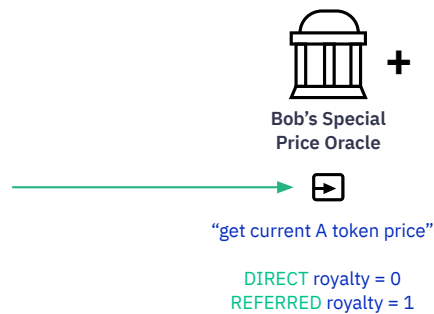 +
Bob’s Special
Price Oracle
“get current A token price”
DIRECT royalty = 0
REFERRED royalty = 1